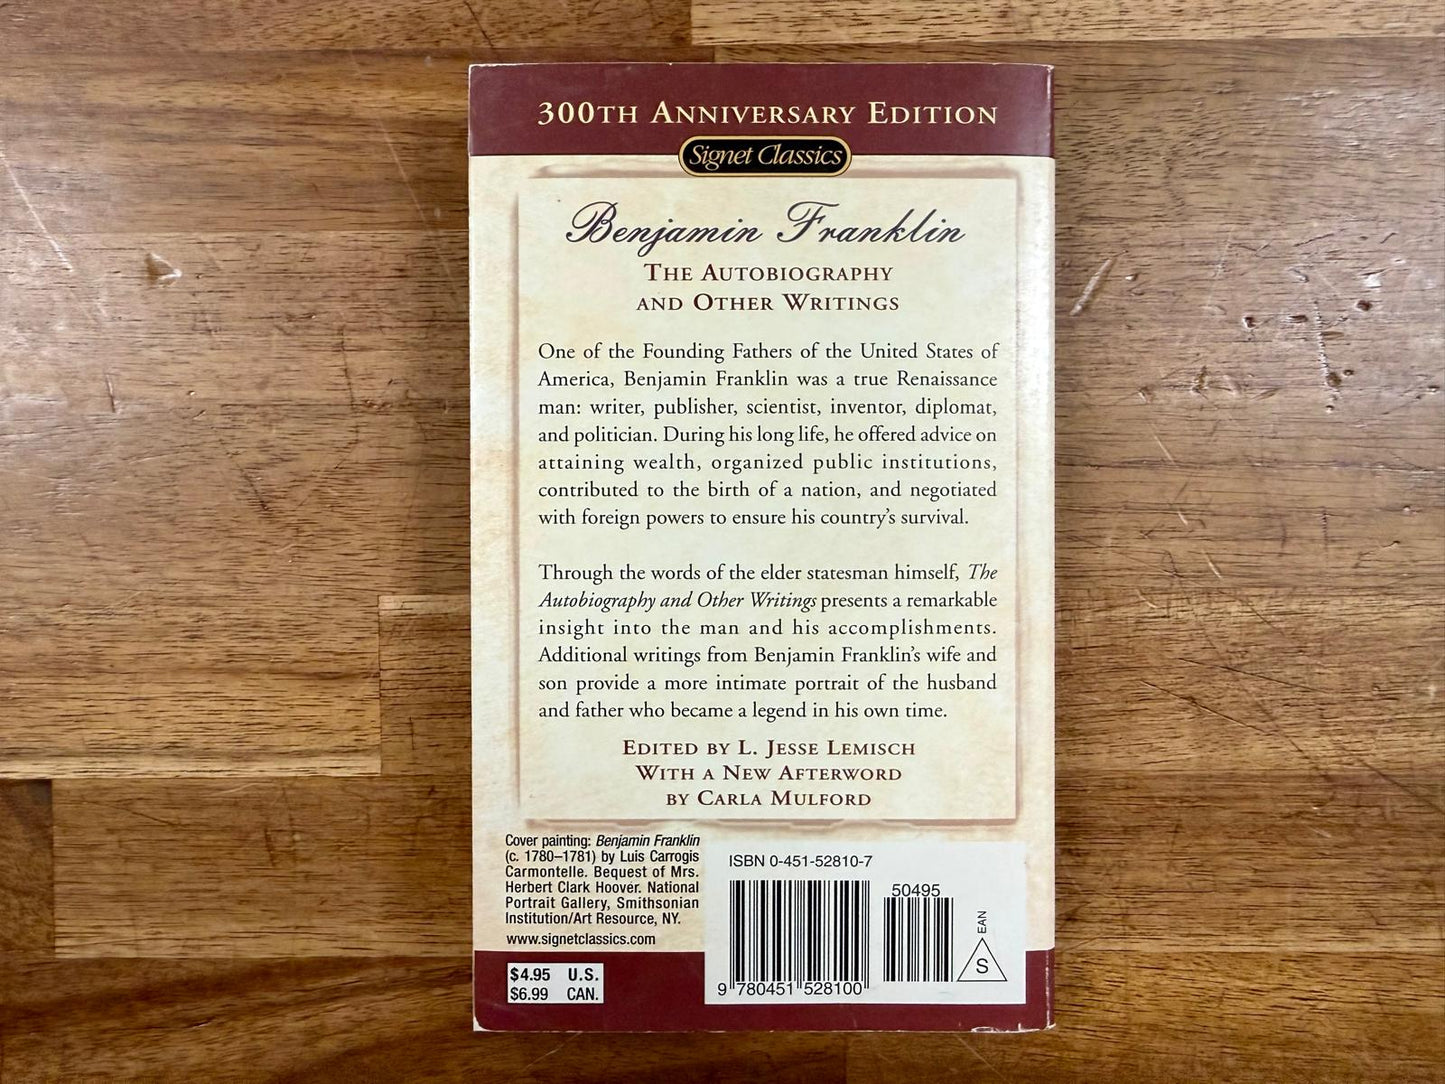 300TH ANNIVERSARY EDITION
Signet Classics
Benjamin Franklin
THE AUTOBIOGRAPHY
AND OTHER WRITINGS
One of the Founding Fathers of the United States of
America, Benjamin Franklin was a true Renaissance
man: writer, publisher, scientist, inventor, diplomat,
and politician. During his long life, he offered advice on
attaining wealth, organized public institutions,
contributed to the birth of a nation, and negotiated
with foreign powers to ensure his country's survival.
Through the words of the elder statesman himself, The
Autobiography and Other Writings presents a remarkable
insight into the man and his accomplishments.
Additional writings from Benjamin Franklin's wife and
son provide a more intimate portrait of the husband
and father who became a legend in his own time.
EDITED BY L. JESSE LEMISCH
WITH A NEW AFTERWORD
BY CARLA MULFORD
Cover painting: Benjamin Franklin
(c. 1780–1781) by Luis Carrogis
Carmontelle. Bequest of Mrs.
Herbert Clark Hoover. National
Portrait Gallery, Smithsonian
Institution/Art Resource, NY.
www.signetclassics.com
$4.95 U.S.
$6.99 CAN.
ISBN 0-451-52810-7
50495
9 780451 528100
EAN
S